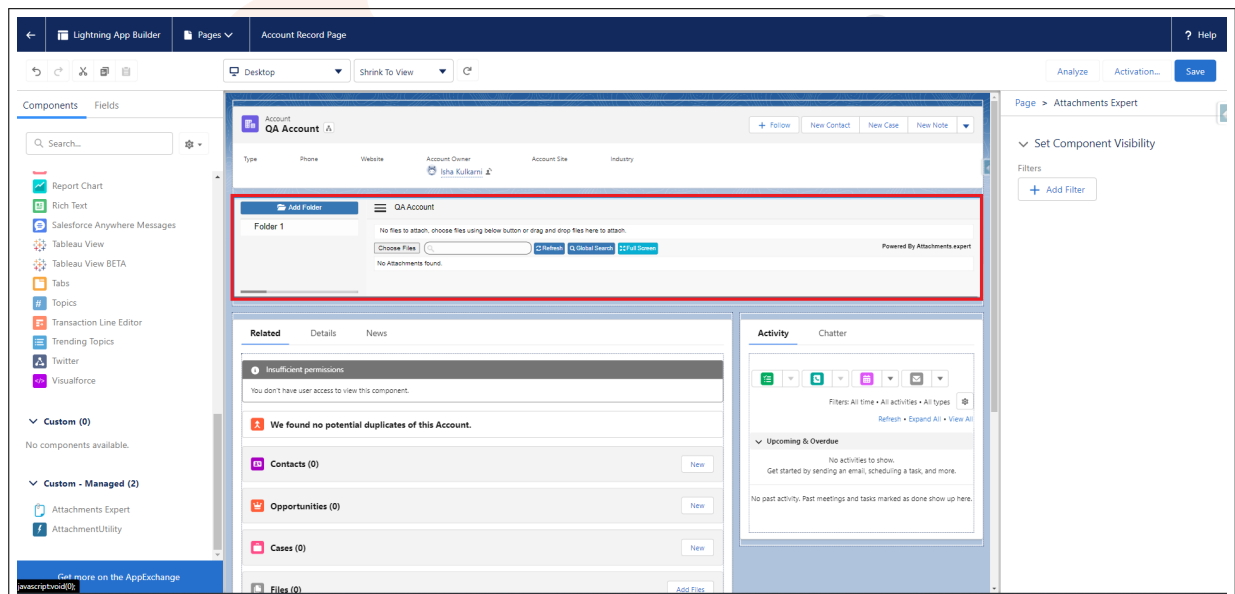 Lightning App Builder
Pages
Account Record Page
? Help
Desktop
Shrink To View
Analyze
Activation...
Save
Components
Fields
Search...
Report Chart
Rich Text
Salesforce Anywhere Messages
Tableau View
Tableau View BETA
Tabs
Topics
Transaction Line Editor
Trending Topics
Twitter
Visualforce
Custom (0)
No components available.
Custom - Managed (2)
Attachments Expert
AttachmentUtility
Get more on the AppExchange
javascript:void(0);
Account
QA Account
+ Follow
New Contact
New Case
New Note
Type
Phone
Website
Account Owner
Account Site
Industry
Isha Kulkarni
Add Folder
QA Account
Folder 1
No files to attach, choose files using below button or drag and drop files here to attach.
Choose Files
Refresh
Global Search
Full Screen
Powered By Attachments.expert
No Attachments found.
Related
Details
News
Insufficient permissions
You don't have user access to view this component.
We found no potential duplicates of this Account.
Contacts (0)
New
Opportunities (0)
New
Cases (0)
New
Files (0)
Add Files
Activity
Chatter
Filters: All time • All activities • All types
Refresh • Expand All • View All
Upcoming & Overdue
No activities to show.
Get started by sending an email, scheduling a task, and more.
No past activity. Past meetings and tasks marked as done show up here.
Page > Attachments Expert
Set Component Visibility
Filters
+ Add Filter